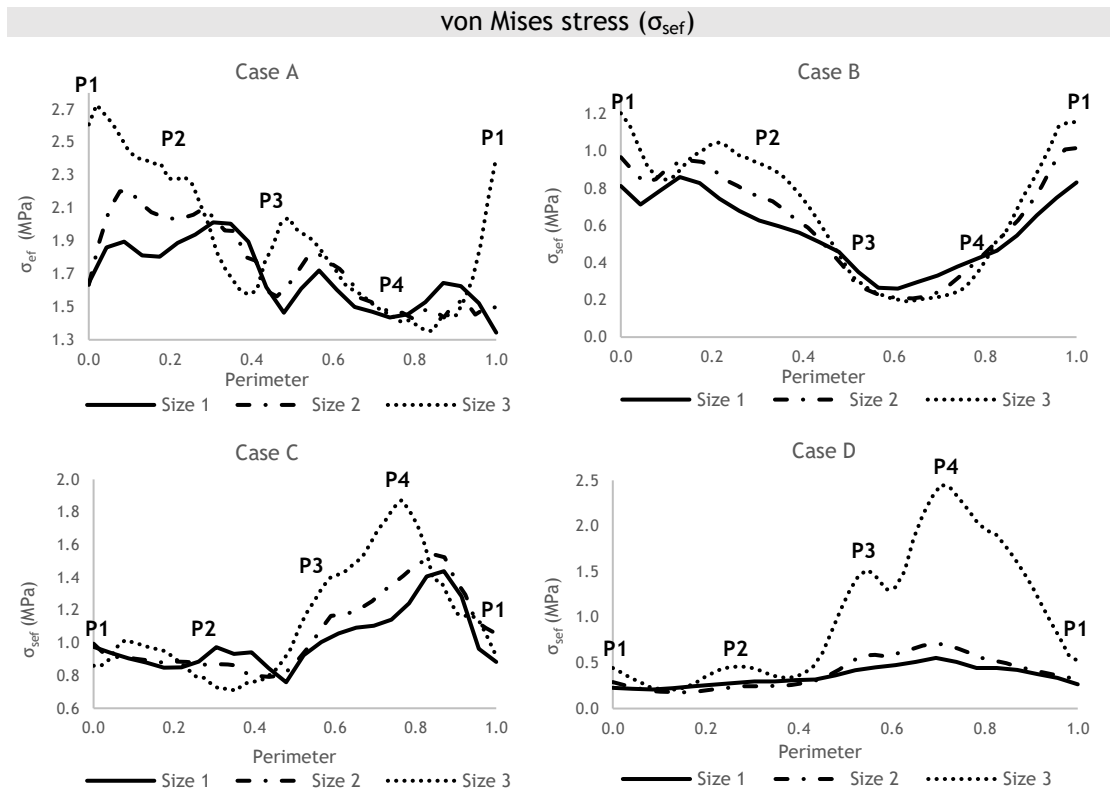 von Mises stress (σsef)
Case A
P1
2.7
2.5
2.3
2.1
1.9
1.7
1.5
1.3
σef (MPa)
P2
P3
P4
P1
0.0 0.2 0.4 0.6 0.8 1.0
Perimeter
Size 1 Size 2 Size 3
Case B
P1
1.2
1.0
0.8
0.6
0.4
0.2
0.0
σsef (MPa)
P2
P3
P4
P1
0.0 0.2 0.4 0.6 0.8 1.0
Perimeter
Size 1 Size 2 Size 3
Case C
2.0
1.8
1.6
1.4
1.2
1.0
0.8
0.6
σsef (MPa)
P1
P2
P3
P4
P1
0.0 0.2 0.4 0.6 0.8 1.0
Perimeter
Size 1 Size 2 Size 3
Case D
2.5
2.0
1.5
1.0
0.5
0.0
σsef (MPa)
P1
P2
P3
P4
P1
0.0 0.2 0.4 0.6 0.8 1.0
Perimeter
Size 1 Size 2 Size 3